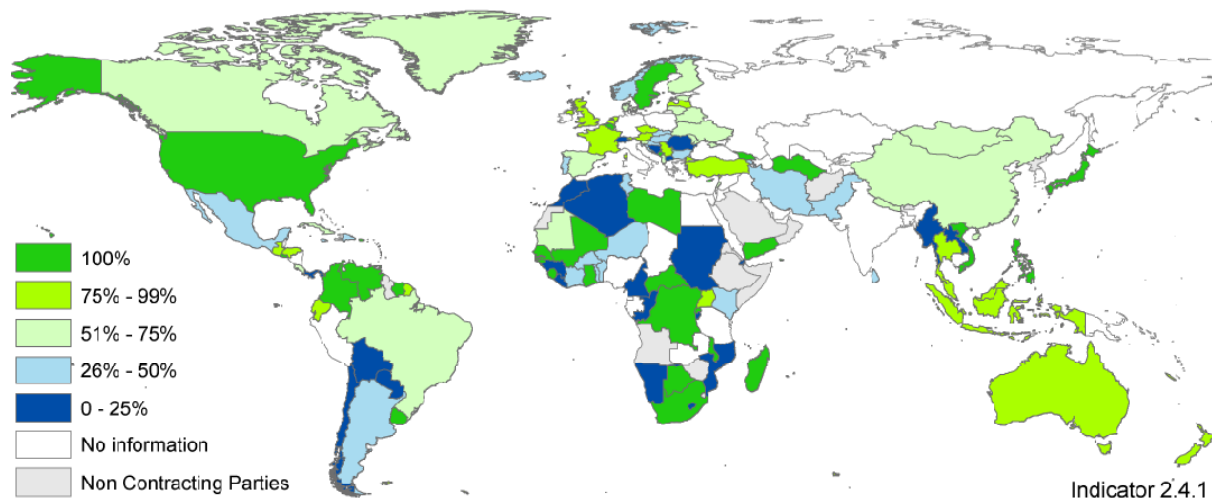 100%
75% - 99%
51% - 75%
26% - 50%
0 - 25%
No information
Non Contracting Parties
Indicator 2.4.1